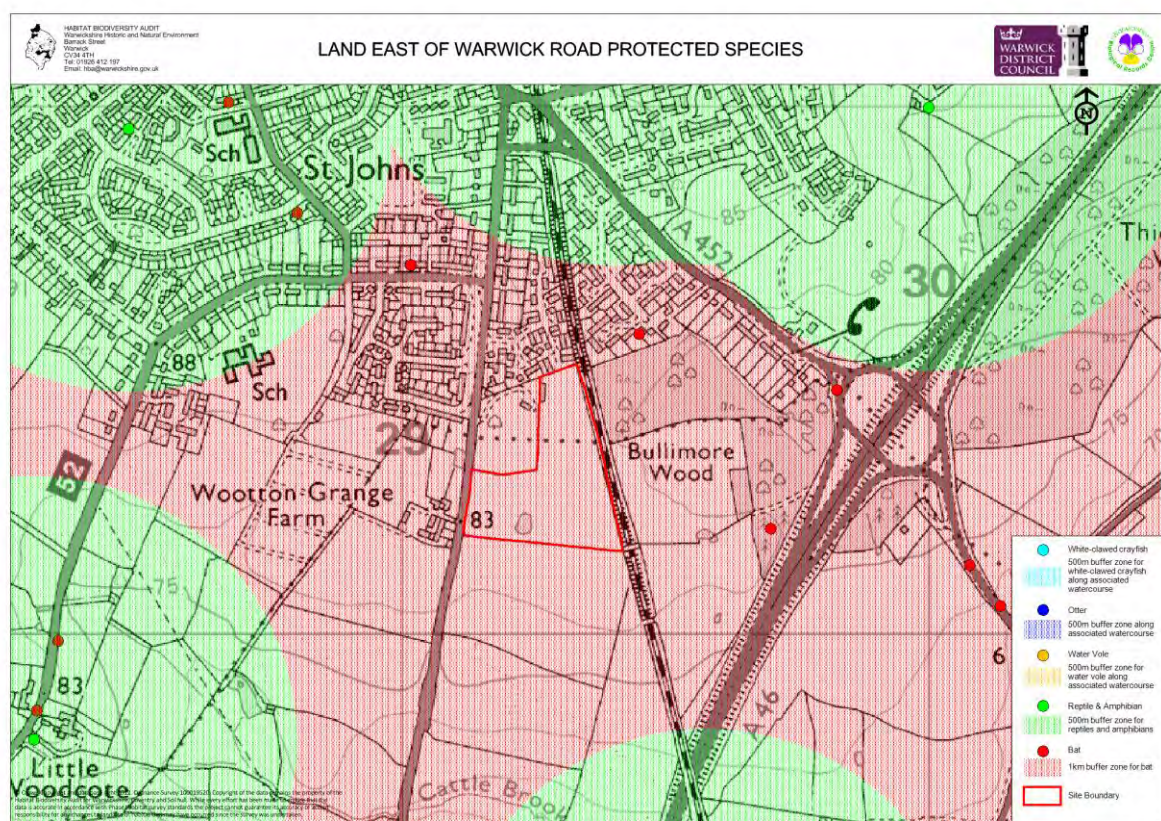 HABITAT BIODIVERSITY AUDIT
Warwickshire Historic and Natural Environment
Barrack Street
Warwick
CV34 4TH
Tel: 01926 412 197
Email: hba@warwickshire.gov.uk
LAND EAST OF WARWICK ROAD PROTECTED SPECIES
WARWICK
DISTRICT
COUNCIL
N
Sch
St. Johns
A 452
85
80
75
30
Thi
88
Sch
29
52
Bullimore
Wood
Wootton Grange
Farm
83
75
70
75
83
6
A 46
Little
Woodcote
Cattle Brook
White-clawed crayfish
500m buffer zone for
white-clawed crayfish
along associated
watercourse
Otter
500m buffer zone along
associated watercourse
Water Vole
500m buffer zone for
water vole along
associated watercourse
Reptile & Amphibian
500m buffer zone for
reptiles and amphibians
Bat
1km buffer zone for bat
Site Boundary